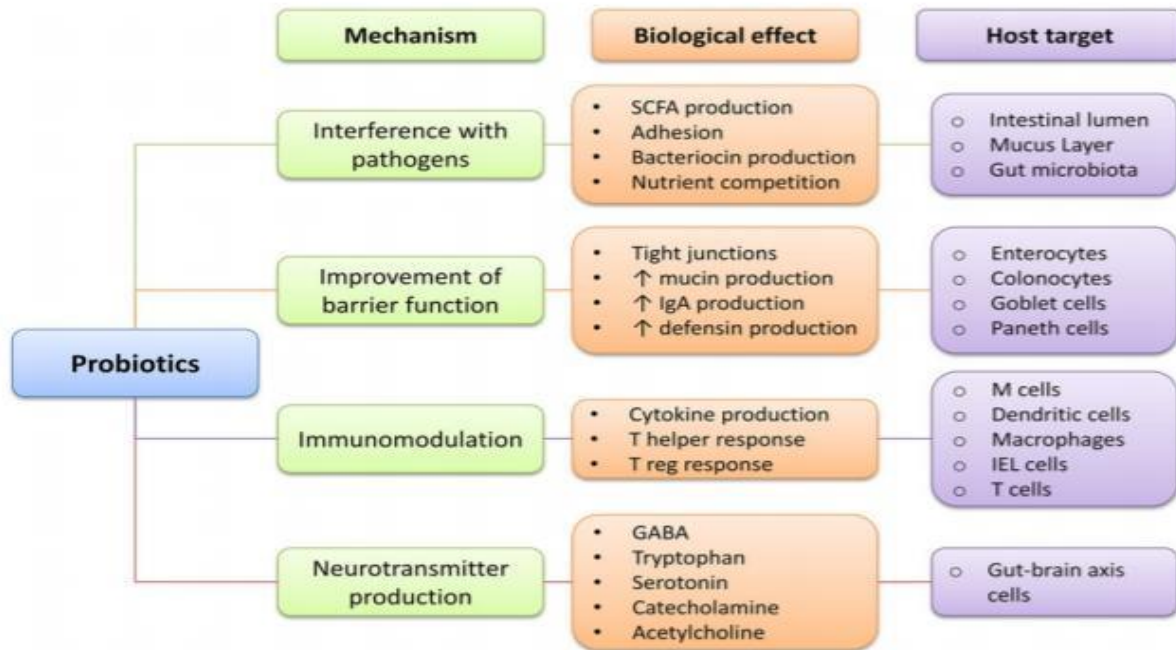 Mechanism
Biological effect
Host target
Probiotics
Interference with
pathogens
• SCFA production
• Adhesion
• Bacteriocin production
• Nutrient competition
○ Intestinal lumen
○ Mucus Layer
○ Gut microbiota
Improvement of
barrier function
• Tight junctions
• ↑ mucin production
• ↑ IgA production
• ↑ defensin production
○ Enterocytes
○ Colonocytes
○ Goblet cells
○ Paneth cells
Immunomodulation
• Cytokine production
• T helper response
• T reg response
○ M cells
○ Dendritic cells
○ Macrophages
○ IEL cells
○ T cells
Neurotransmitter
production
• GABA
• Tryptophan
• Serotonin
• Catecholamine
• Acetylcholine
○ Gut-brain axis
cells